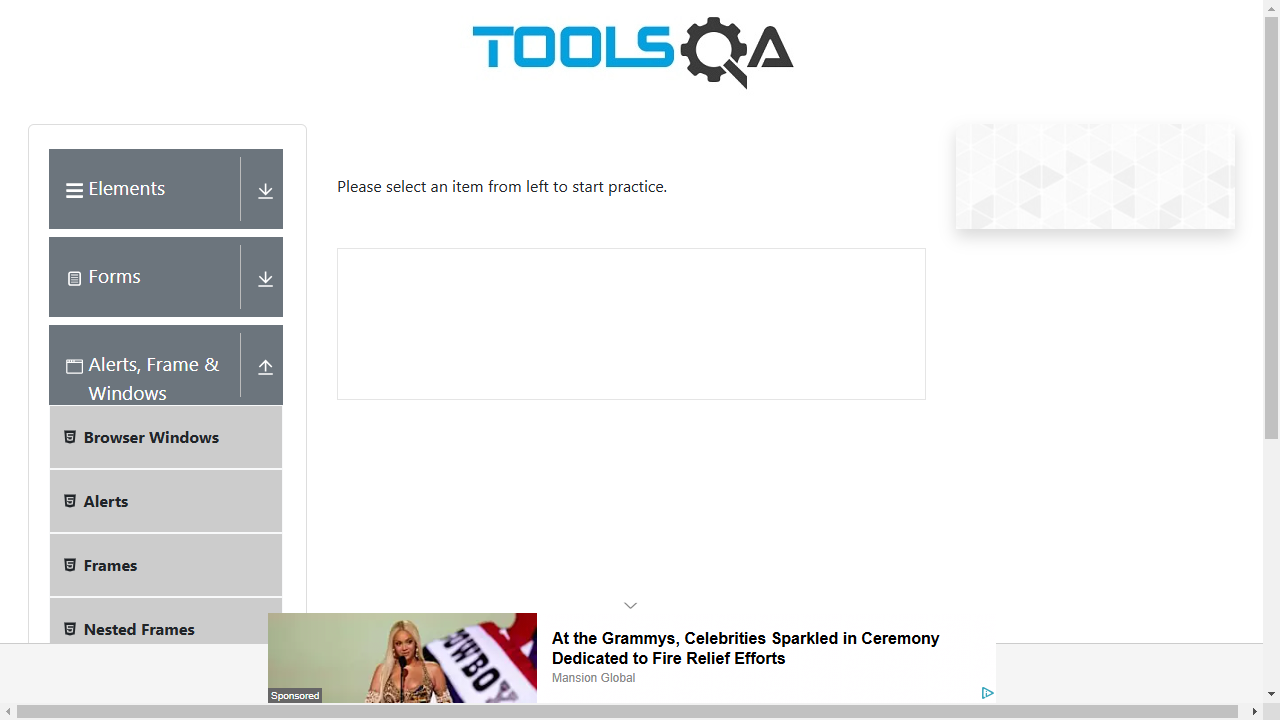 TOOLSQA
Elements
Please select an item from left to start practice.
Forms
Alerts, Frame &
Windows
Browser Windows
Alerts
Frames
Nested Frames
COWBOY
At the Grammys, Celebrities Sparkled in Ceremony
Dedicated to Fire Relief Efforts
Mansion Global
Sponsored